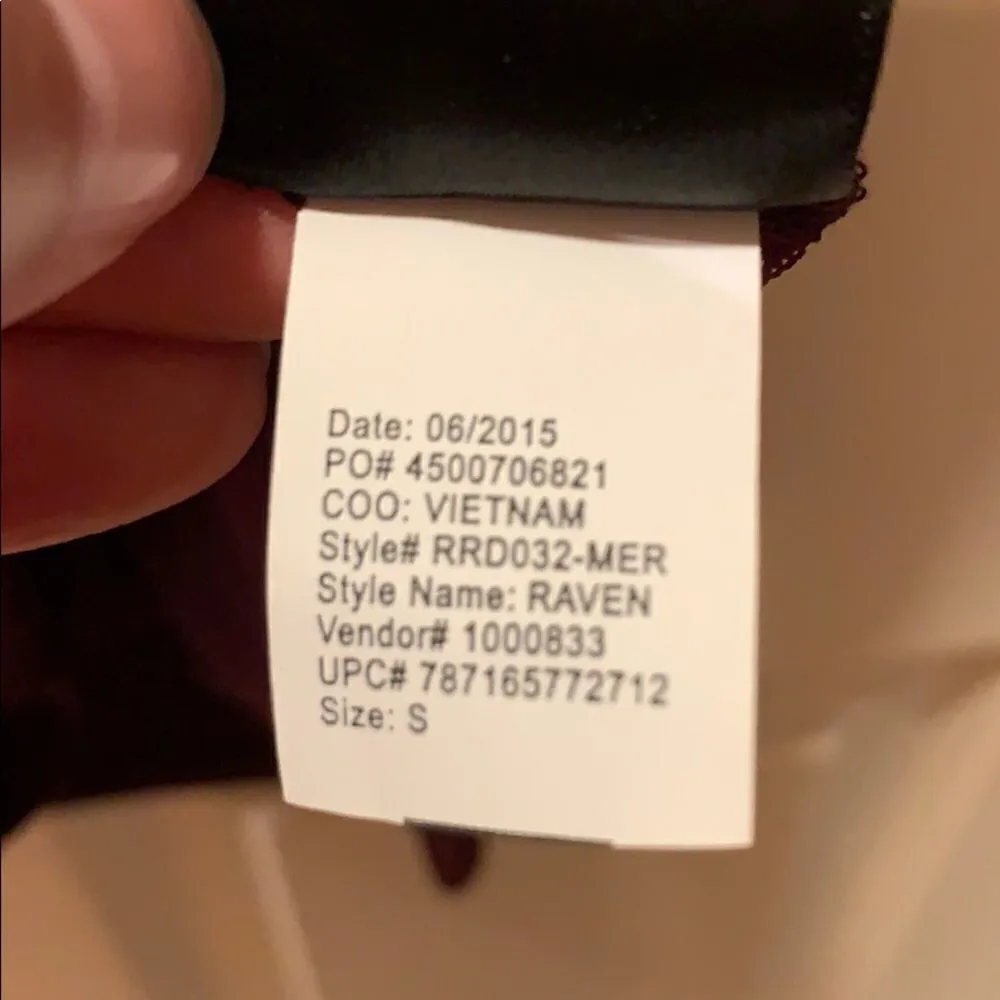 Date: 06/2015
PO# 4500706821
COO: VIETNAM
Style# RRD032-MER
Style Name: RAVEN
Vendor# 1000833
UPC# 787165772712
Size: S